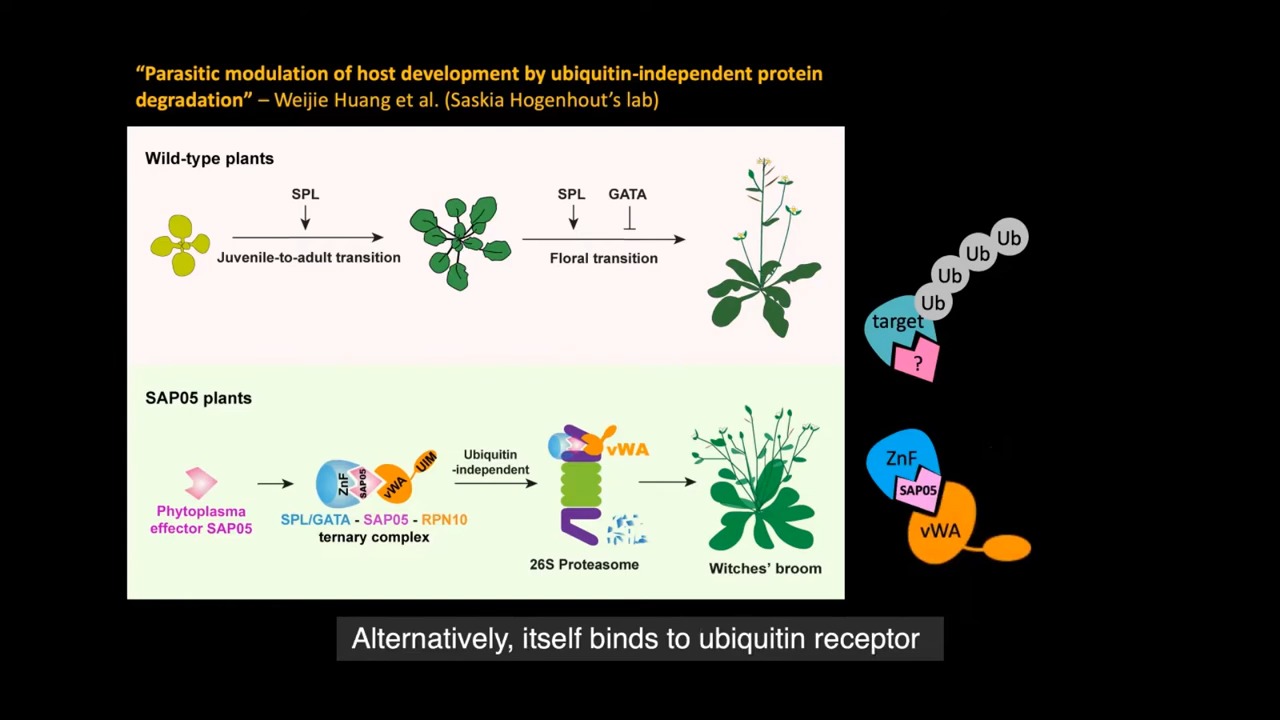 “Parasitic modulation of host development by ubiquitin-independent protein
degradation” – Weijie Huang et al. (Saskia Hogenhout’s lab)
Wild-type plants
SPL
SPL
GATA
Juvenile-to-adult transition
Floral transition
Ub
Ub
Ub
Ub
target
?
SAP05 plants
Phytoplasma
effector SAP05
ZnF
SAP05
vWA
UIM
SPL/GATA - SAP05 - RPN10
ternary complex
Ubiquitin
-independent
vWA
26S Proteasome
Witches’ broom
ZnF
SAP05
vWA
Alternatively, itself binds to ubiquitin receptor